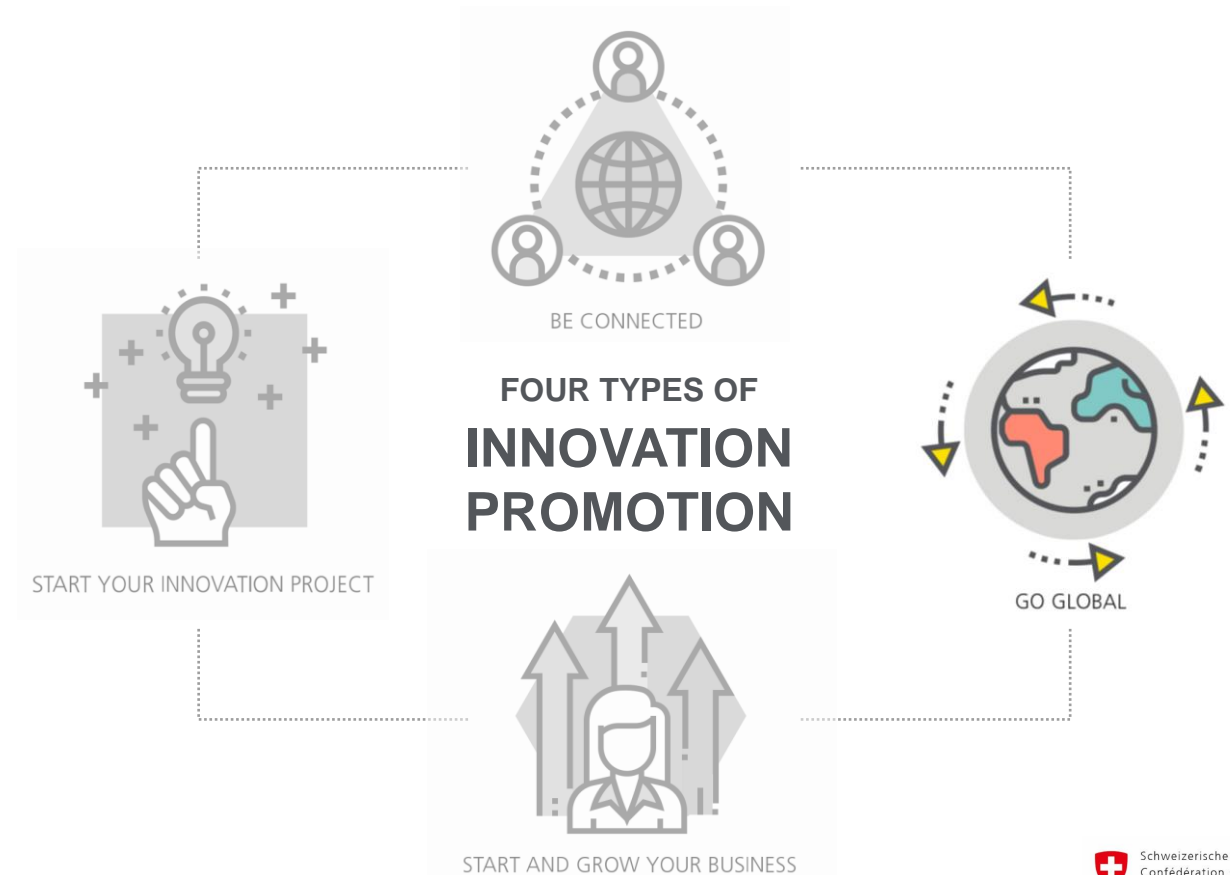 BE CONNECTED
FOUR TYPES OF
INNOVATION
PROMOTION
START YOUR INNOVATION PROJECT
GO GLOBAL
START AND GROW YOUR BUSINESS
Schweizerische
Confédération